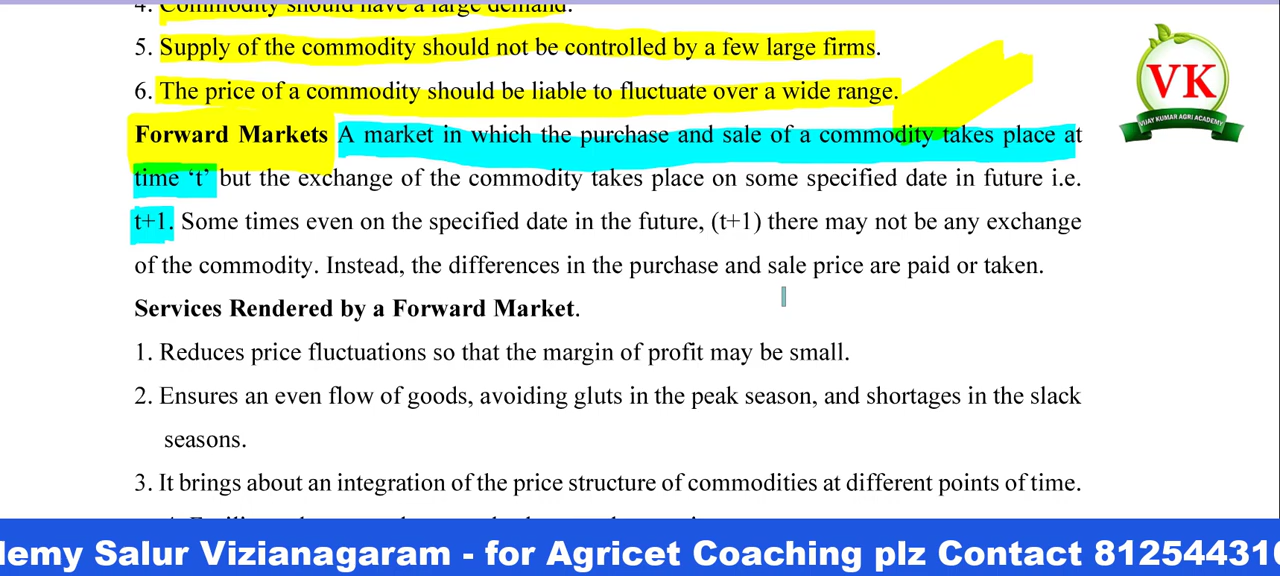 4. Commodity should have a large demand.
5. Supply of the commodity should not be controlled by a few large firms.
6. The price of a commodity should be liable to fluctuate over a wide range.
VK
VIJAY KUMAR AGRI ACADEMY
Forward Markets A market in which the purchase and sale of a commodity takes place at
time ‘t’ but the exchange of the commodity takes place on some specified date in future i.e.
t+1. Some times even on the specified date in the future, (t+1) there may not be any exchange
of the commodity. Instead, the differences in the purchase and sale price are paid or taken.
Services Rendered by a Forward Market.
1. Reduces price fluctuations so that the margin of profit may be small.
2. Ensures an even flow of goods, avoiding gluts in the peak season, and shortages in the slack
seasons.
3. It brings about an integration of the price structure of commodities at different points of time.
demy Salur Vizianagaram - for Agricet Coaching plz Contact 812544310